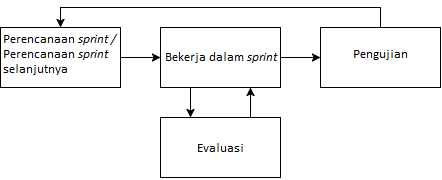 Perencanaan sprint /
Perencanaan sprint
selanjutnya
Bekerja dalam sprint
Pengujian
Evaluasi